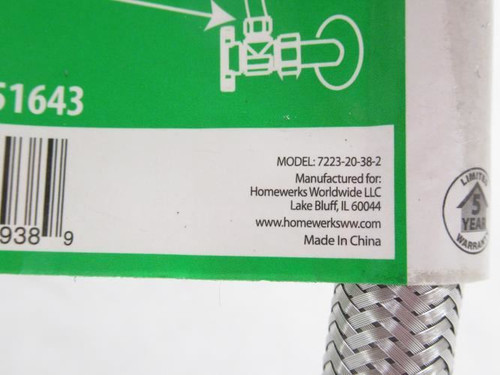 51643
MODEL: 7223-20-38-2
Manufactured for:
Homewerks Worldwide LLC
Lake Bluff, IL 60044
www.homewerksww.com
Made In China
938 9
LIMITED
5
YEAR
WARRANTY